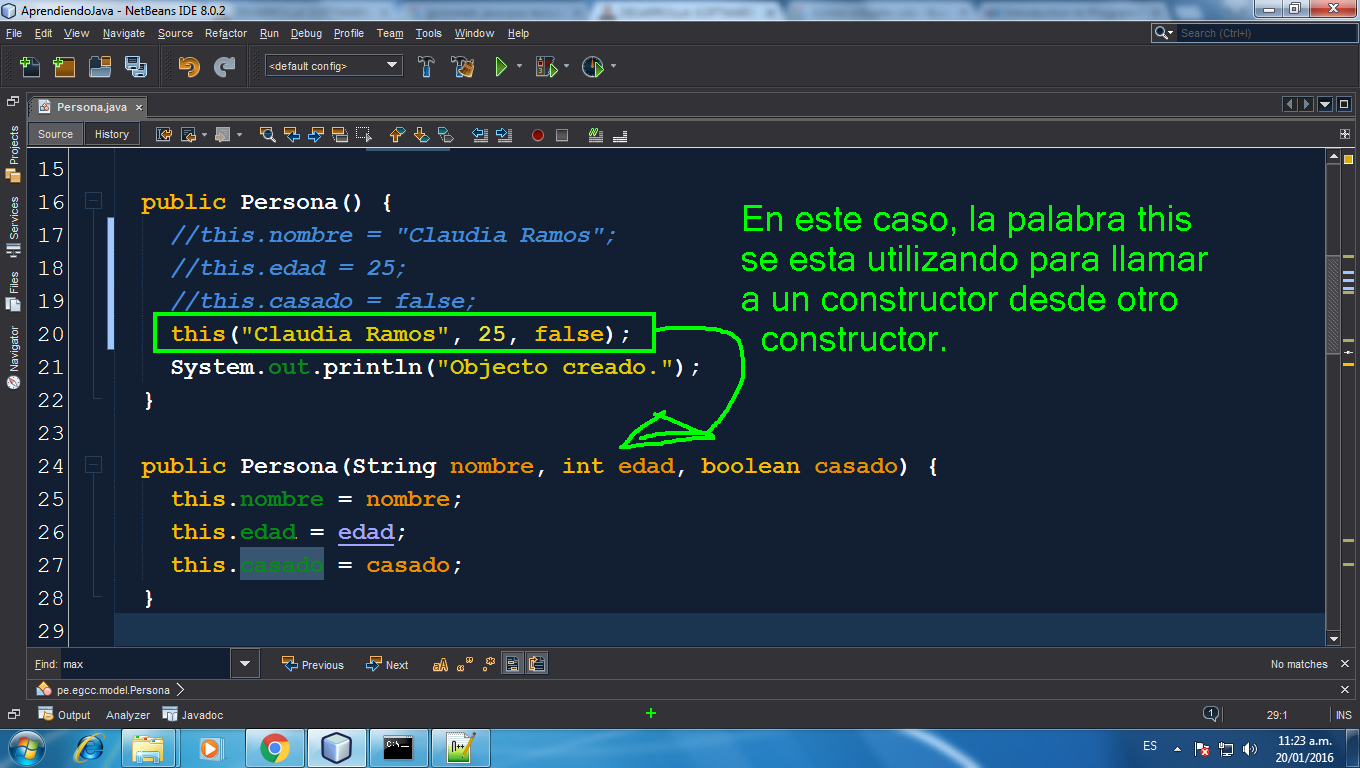 AprendiendoJava - NetBeans IDE 8.0.2
File Edit View Navigate Source Refactor Run Debug Profile Team Tools Window Help
Search (Ctrl+I)
<default config>
Persona.java
Source History
Projects
Services
Files
Navigator
15
16 public Persona() {
17 //this.nombre = "Claudia Ramos";
18 //this.edad = 25;
19 //this.casado = false;
20 this("Claudia Ramos", 25, false);
21 System.out.println("Objecto creado.");
22 }
23
24 public Persona(String nombre, int edad, boolean casado) {
25 this.nombre = nombre;
26 this.edad = edad;
27 this.casado = casado;
28 }
29
En este caso, la palabra this
se esta utilizando para llamar
a un constructor desde otro
constructor.
Find: max Previous Next No matches
pe.egcc.model.Persona
Output Analyzer Javadoc 1 29:1 INS
ES 11:23 a.m.
20/01/2016